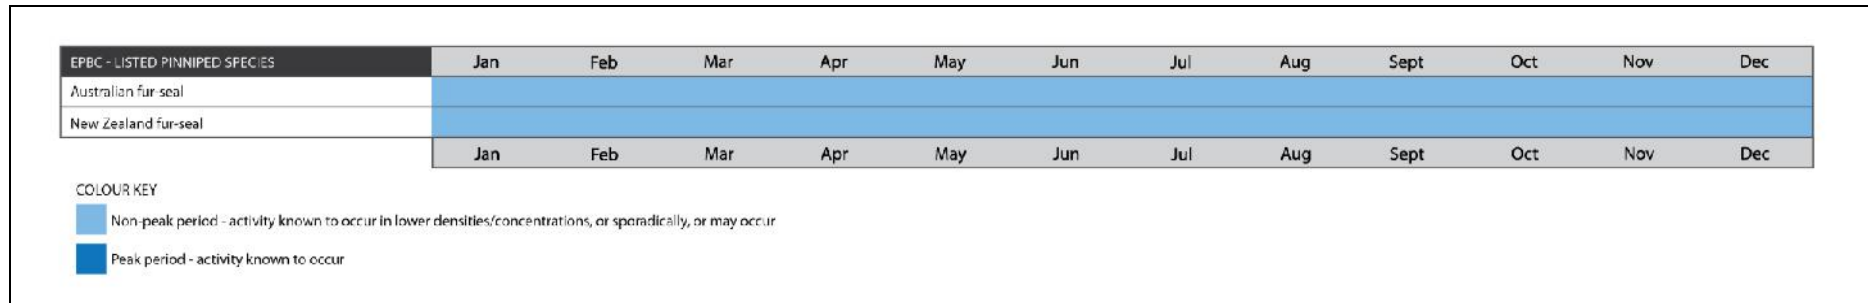 EPBC - LISTED PINNIPED SPECIES Jan Feb Mar Apr May Jun Jul Aug Sept Oct Nov Dec
Australian fur-seal
New Zealand fur-seal
Jan Feb Mar Apr May Jun Jul Aug Sept Oct Nov Dec
COLOUR KEY
Non-peak period - activity known to occur in lower densities/concentrations, or sporadically, or may occur
Peak period - activity known to occur